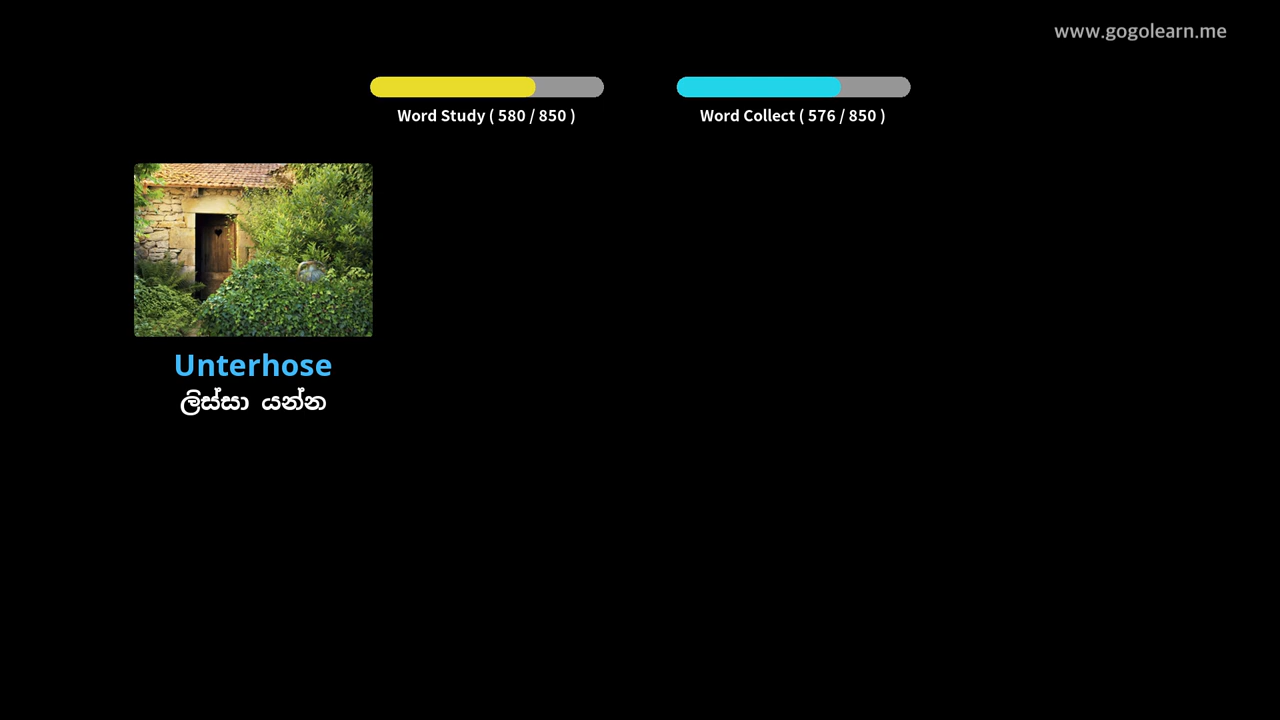 www.gogolearn.me
Word Study ( 580 / 850 )
Word Collect ( 576 / 850 )
Unterhose
ලිස්සා යන්න